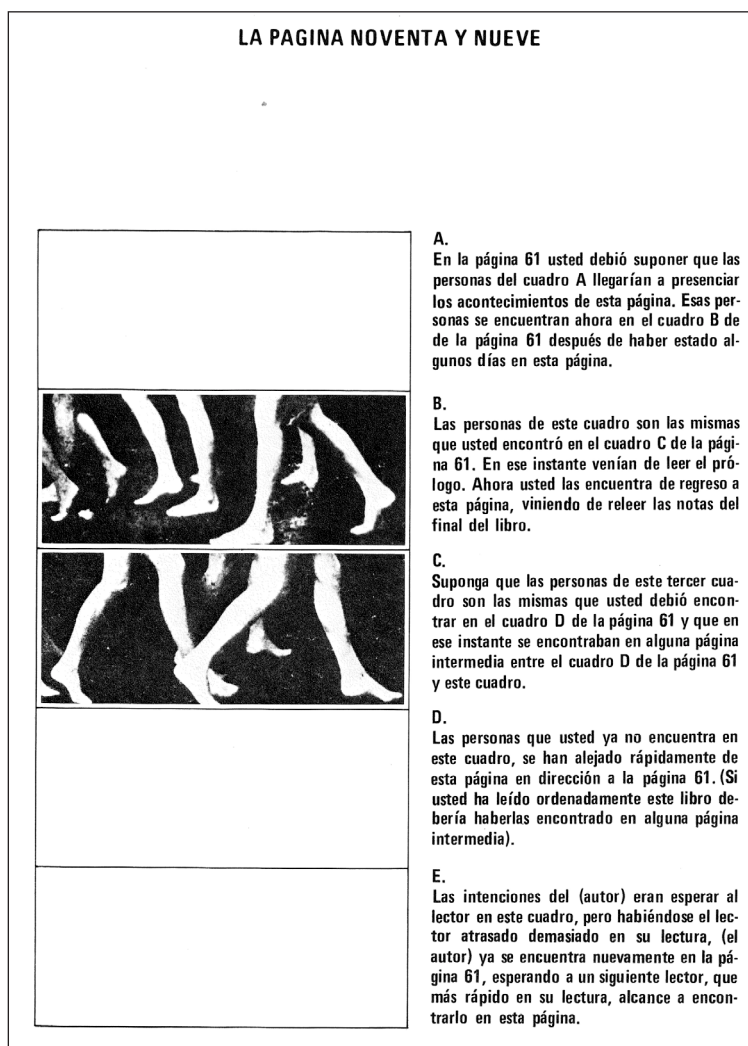 LA PAGINA NOVENTA Y NUEVE
A.
En la página 61 usted debió suponer que las
personas del cuadro A llegarían a presenciar
los acontecimientos de esta página. Esas per-
sonas se encuentran ahora en el cuadro B de
de la página 61 después de haber estado al-
gunos días en esta página.
B.
Las personas de este cuadro son las mismas
que usted encontró en el cuadro C de la pági-
na 61. En ese instante venían de leer el pró-
logo. Ahora usted las encuentra de regreso a
esta página, viniendo de releer las notas del
final del libro.
C.
Suponga que las personas de este tercer cua-
dro son las mismas que usted debió encon-
trar en el cuadro D de la página 61 y que en
ese instante se encontraban en alguna página
intermedia entre el cuadro D de la página 61
y este cuadro.
D.
Las personas que usted ya no encuentra en
este cuadro, se han alejado rápidamente de
esta página en dirección a la página 61. (Si
usted ha leído ordenadamente este libro de-
bería haberlas encontrado en alguna página
intermedia).
E.
Las intenciones del (autor) eran esperar al
lector en este cuadro, pero habiéndose el lec-
tor atrasado demasiado en su lectura, (el
autor) ya se encuentra nuevamente en la pá-
gina 61, esperando a un siguiente lector, que
más rápido en su lectura, alcance a encon-
trarlo en esta página.